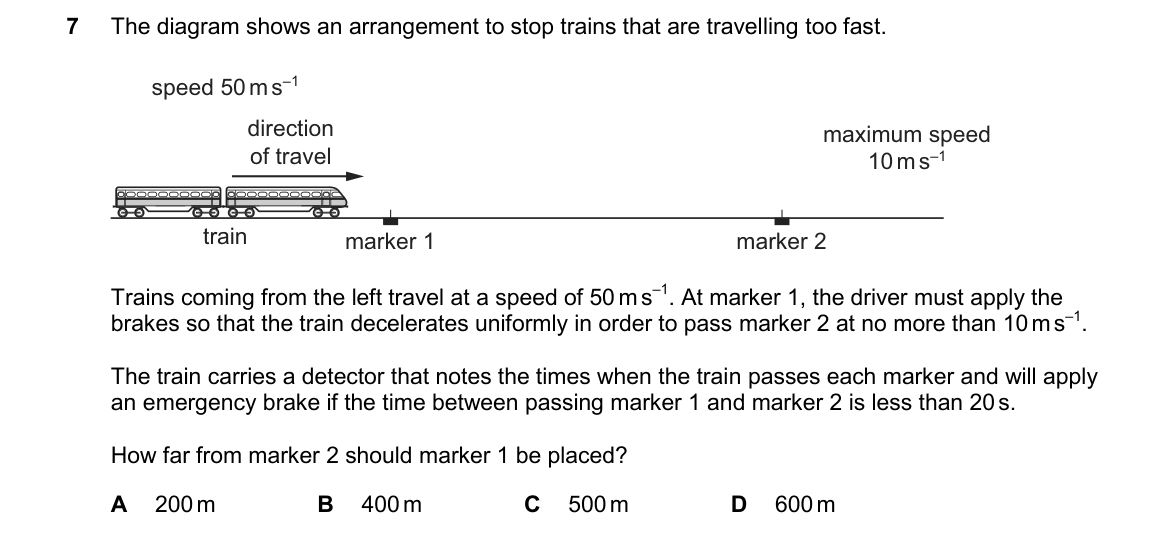 7 The diagram shows an arrangement to stop trains that are travelling too fast.
speed 50 m s⁻¹
direction
of travel
maximum speed
10 m s⁻¹
train
marker 1
marker 2
Trains coming from the left travel at a speed of 50 m s⁻¹. At marker 1, the driver must apply the
brakes so that the train decelerates uniformly in order to pass marker 2 at no more than 10 m s⁻¹.
The train carries a detector that notes the times when the train passes each marker and will apply
an emergency brake if the time between passing marker 1 and marker 2 is less than 20 s.
How far from marker 2 should marker 1 be placed?
A 200 m B 400 m C 500 m D 600 m